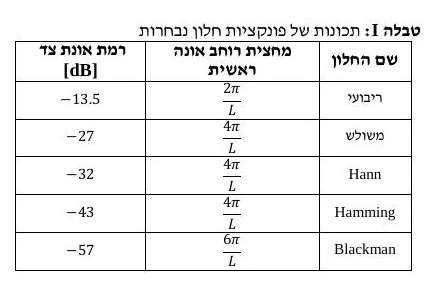 טבלה I: תכונות של פונקציות חלון נבחרות
שם החלון מחצית רוחב אונה ראשית רמת אונת צד [dB]
ריבועי 2π/L −13.5
משולש 4π/L −27
Hann 4π/L −32
Hamming 4π/L −43
Blackman 6π/L −57